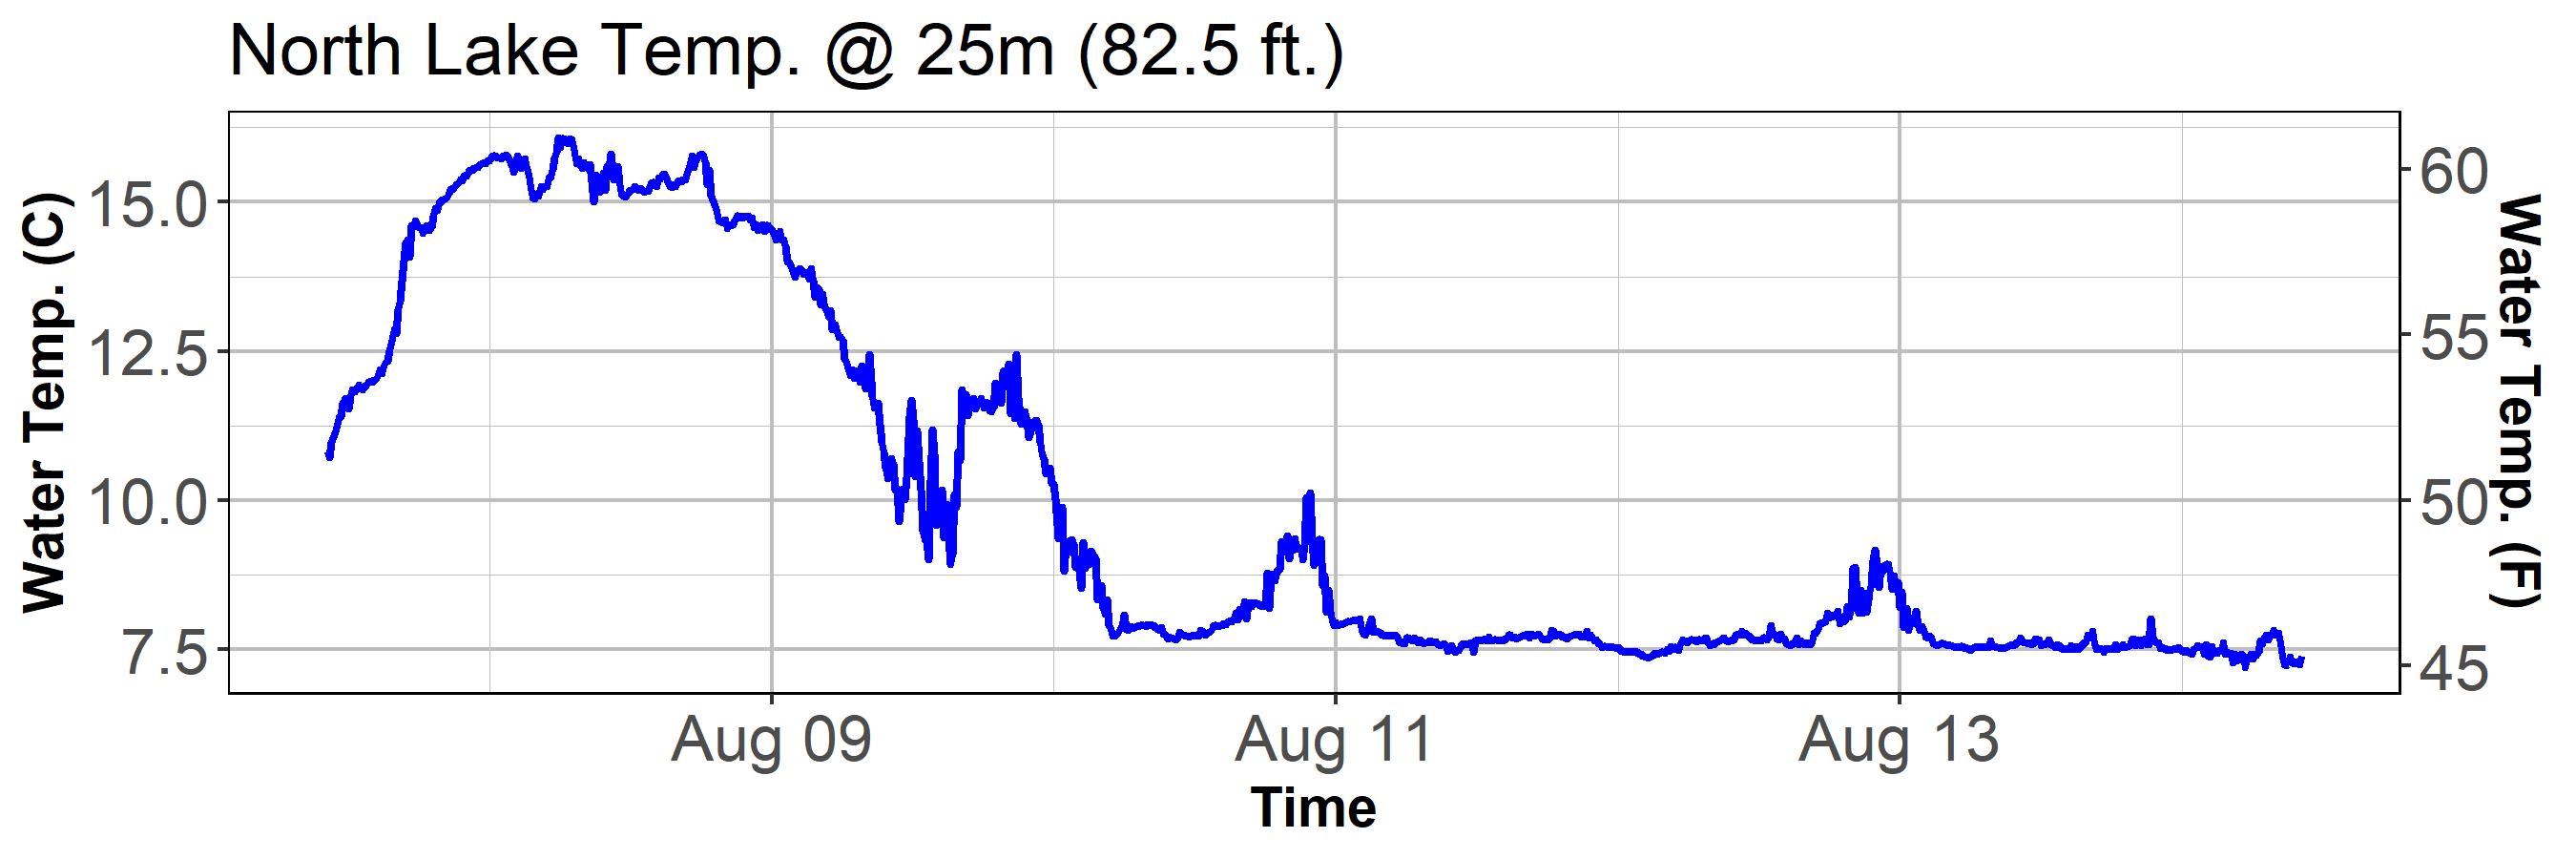 North Lake Temp. @ 25m (82.5 ft.)
Water Temp. (C)
15.0
12.5
10.0
7.5
60
55
50
45
Water Temp. (F)
Aug 09 Aug 11 Aug 13
Time